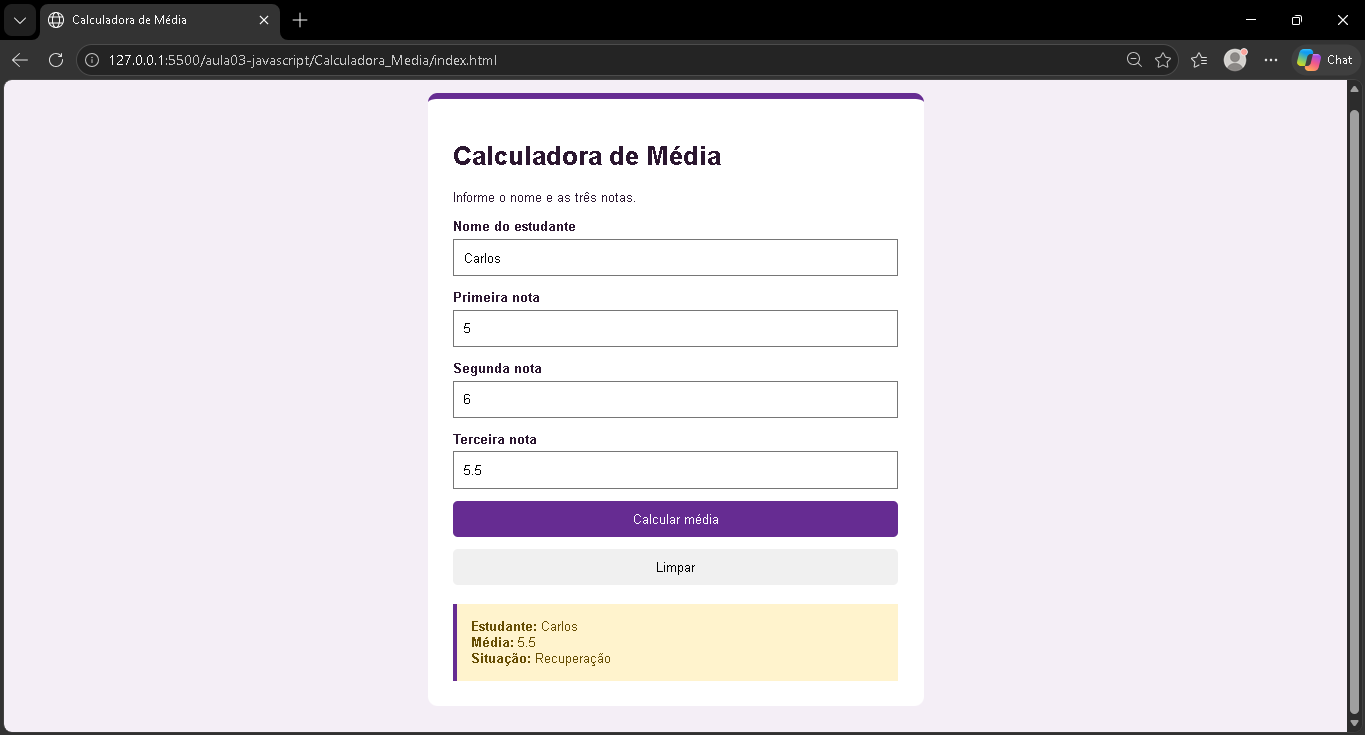 Calculadora de Média
127.0.0.1:5500/aula03-javascript/Calculadora_Media/index.html
Chat
Calculadora de Média
Informe o nome e as três notas.
Nome do estudante
Carlos
Primeira nota
5
Segunda nota
6
Terceira nota
5.5
Calcular média
Limpar
Estudante: Carlos
Média: 5.5
Situação: Recuperação